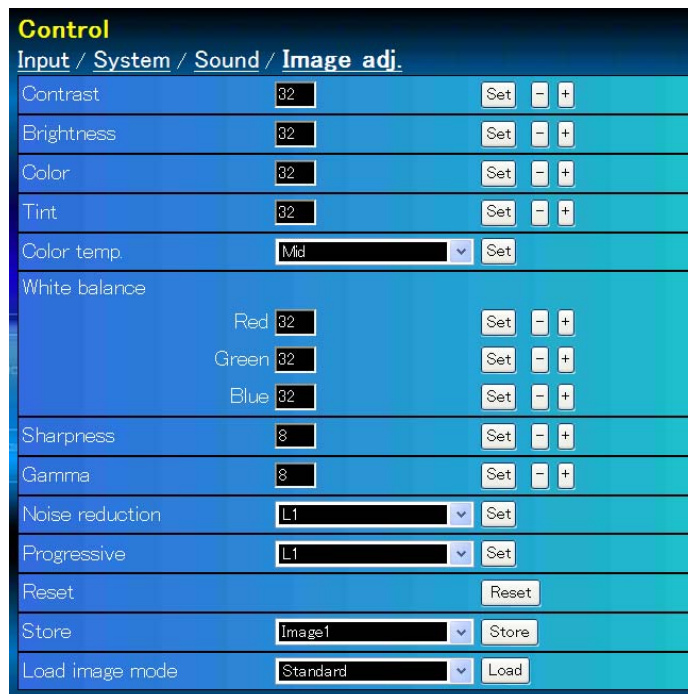 Control
Input / System / Sound / Image adj.
Contrast 32 Set - +
Brightness 32 Set - +
Color 32 Set - +
Tint 32 Set - +
Color temp. Mid Set
White balance
Red 32 Set - +
Green 32 Set - +
Blue 32 Set - +
Sharpness 8 Set - +
Gamma 8 Set - +
Noise reduction L1 Set
Progressive L1 Set
Reset Reset
Store Image1 Store
Load image mode Standard Load